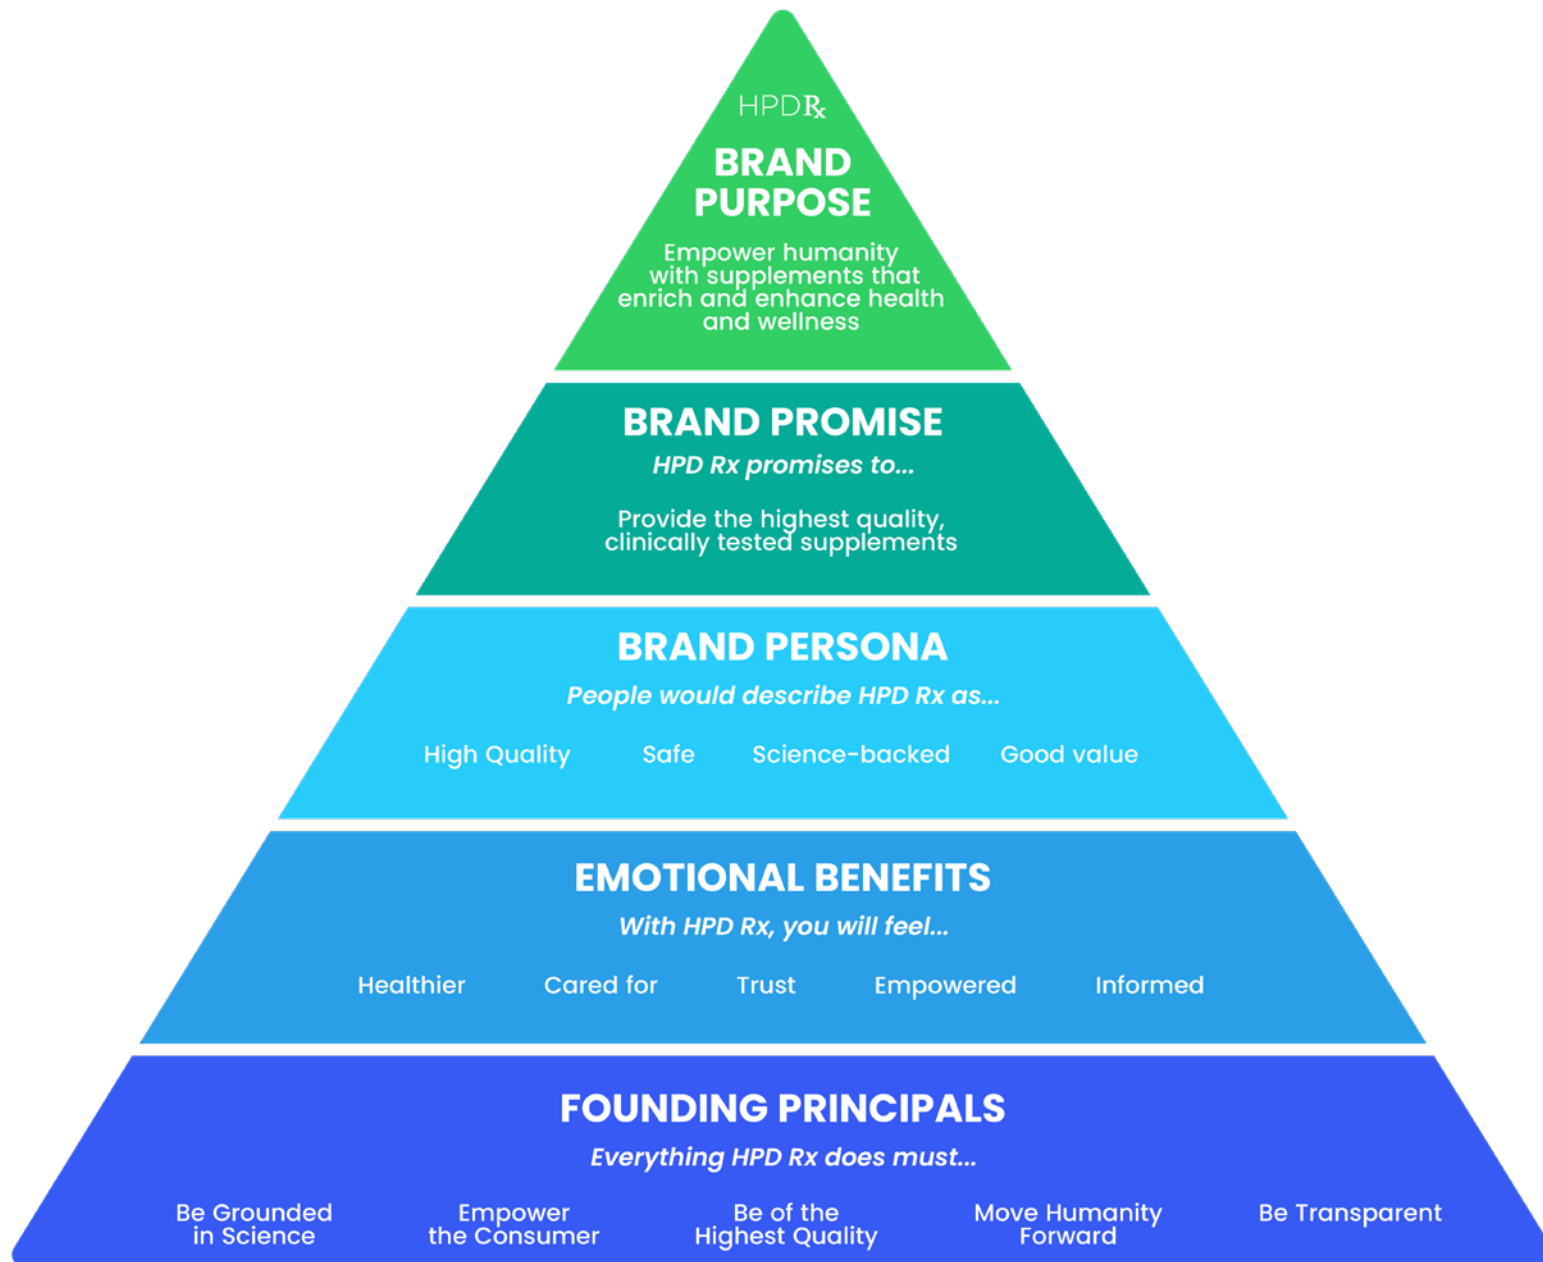 HPDRx
BRAND
PURPOSE
Empower humanity
with supplements that
enrich and enhance health
and wellness
BRAND PROMISE
HPD Rx promises to...
Provide the highest quality,
clinically tested supplements
BRAND PERSONA
People would describe HPD Rx as...
High Quality Safe Science-backed Good value
EMOTIONAL BENEFITS
With HPD Rx, you will feel...
Healthier Cared for Trust Empowered Informed
FOUNDING PRINCIPALS
Everything HPD Rx does must...
Be Grounded
in Science
Empower
the Consumer
Be of the
Highest Quality
Move Humanity
Forward
Be Transparent